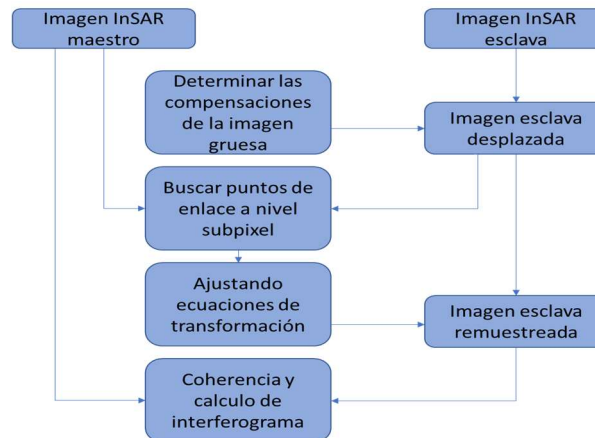 Imagen InSAR
maestro
Imagen InSAR
esclava
Determinar las
compensaciones
de la imagen
gruesa
Imagen esclava
desplazada
Buscar puntos de
enlace a nivel
subpixel
Ajustando
ecuaciones de
transformación
Imagen esclava
remuestreada
Coherencia y
calculo de
interferograma